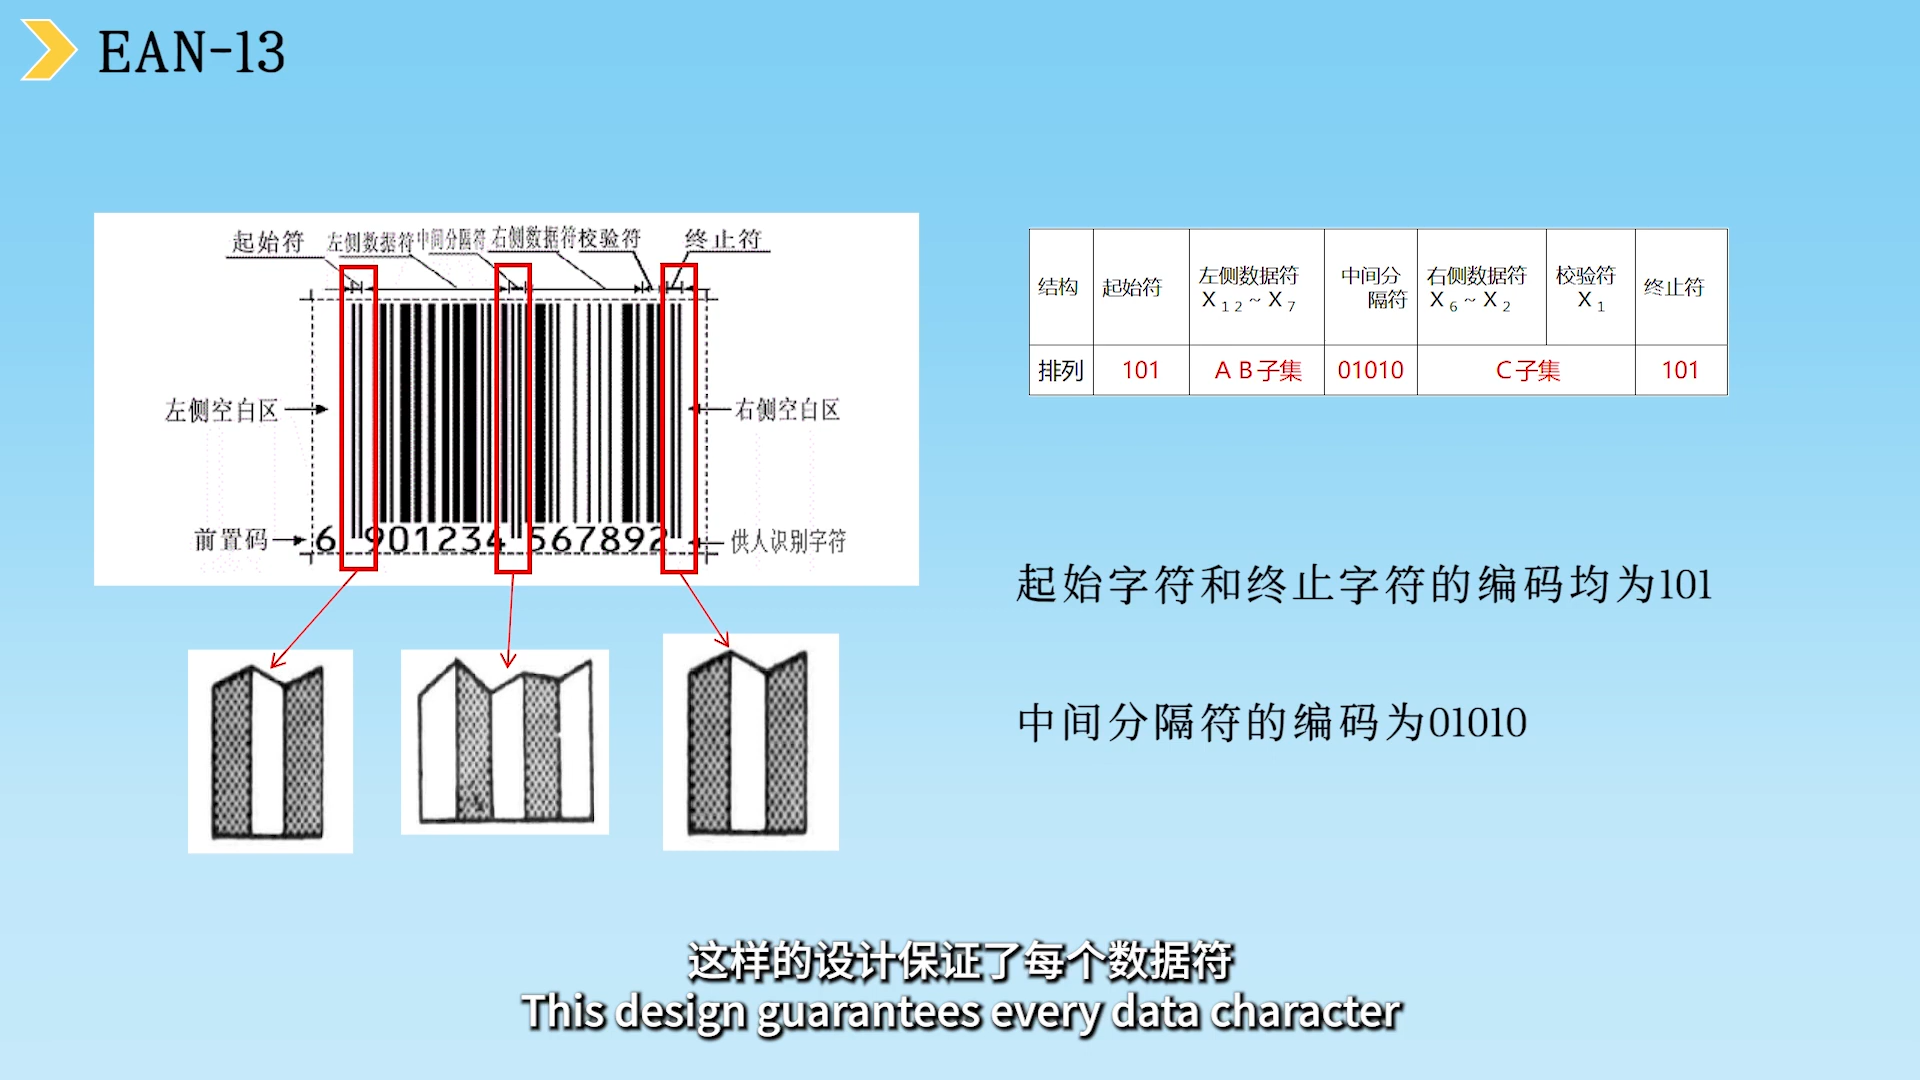 EAN-13
起始符 左侧数据符 中间分隔符 右侧数据符 校验符 终止符
左侧空白区
右侧空白区
前置码
6 901234 567892
供人识别字符
结构 起始符 左侧数据符 X₁₂~X₇ 中间分隔符 右侧数据符 X₆~X₂ 校验符 X₁ 终止符
排列 101 A B 子集 01010 C 子集 101
起始字符和终止字符的编码均为101
中间分隔符的编码为01010
这样的设计保证了每个数据符
This design guarantees every data character